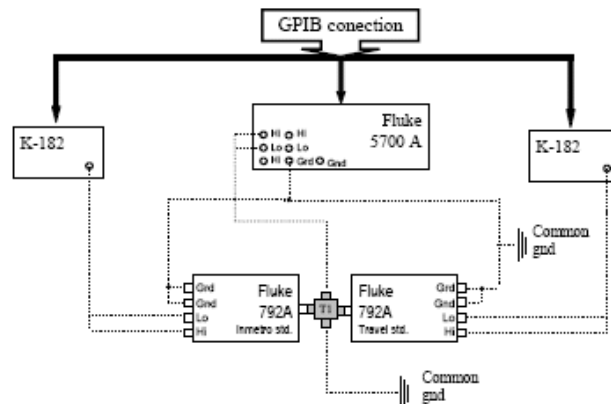 GPIB conection
K-182
Fluke
5700 A
Hi Hi
Lo Lo
Hi Grd Gnd
K-182
Common
gnd
Grd
Gnd
Lo
Hi
Fluke
792A
Inmetro std.
T1
Fluke
792A
Travel std.
Grd
Gnd
Lo
Hi
Common
gnd